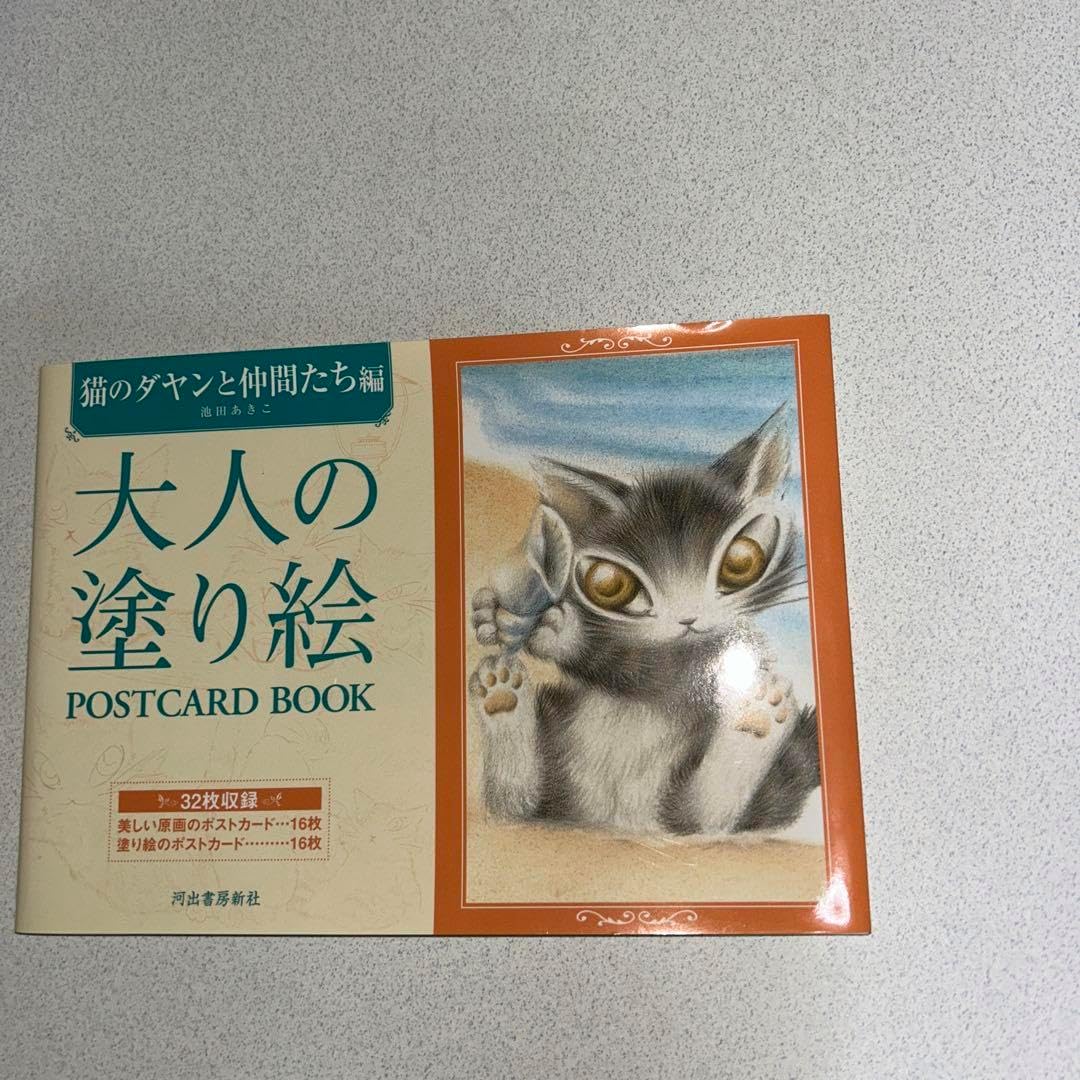 猫のダヤンと仲間たち編
池田あきこ
大人の
塗り絵
POSTCARD BOOK
32枚収録
美しい原画のポストカード…16枚
塗り絵のポストカード………16枚
河出書房新社